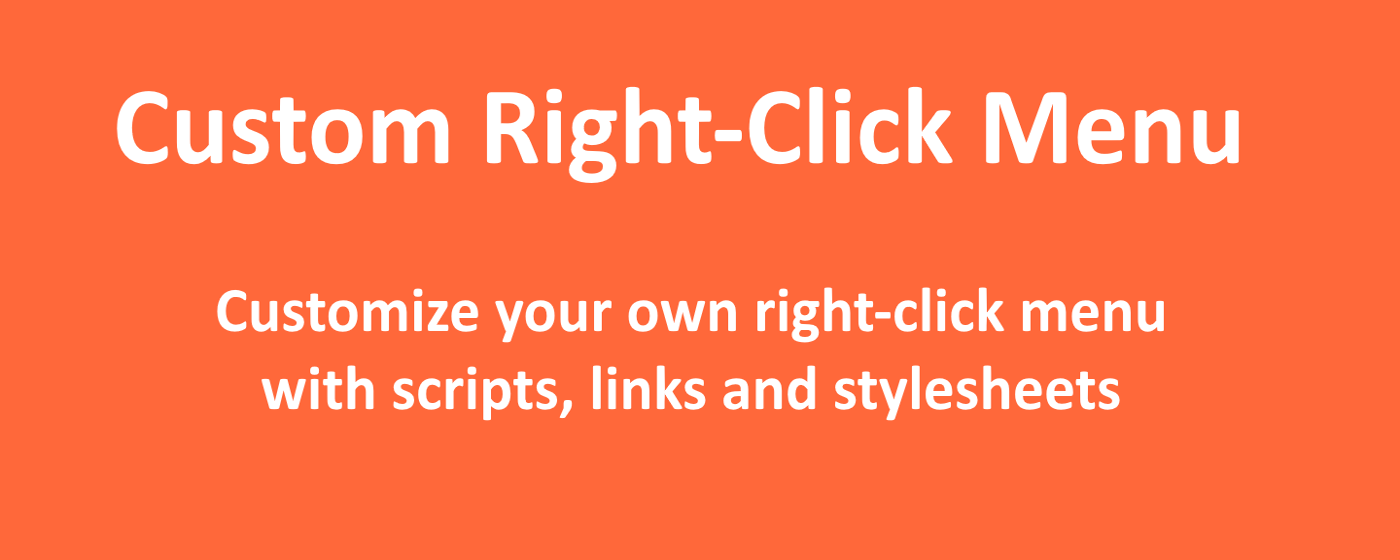 Custom Right-Click Menu
Customize your own right-click menu
with scripts, links and stylesheets